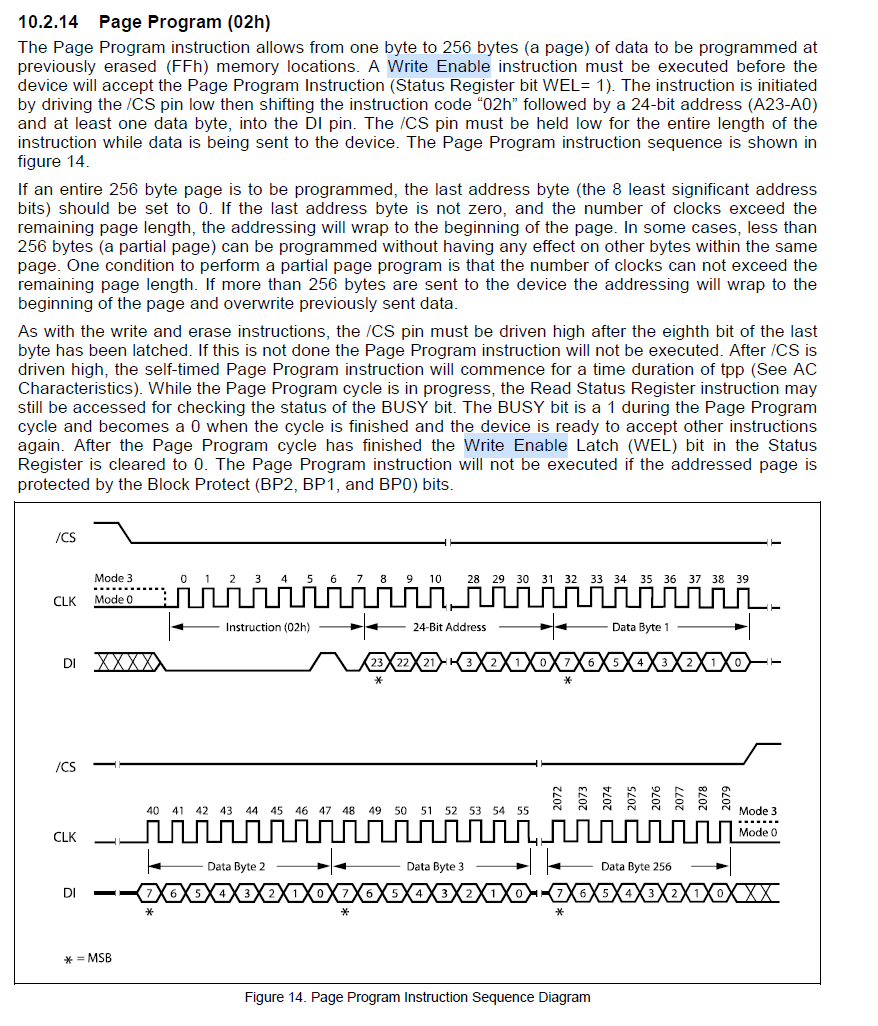 10.2.14 Page Program (02h)
The Page Program instruction allows from one byte to 256 bytes (a page) of data to be programmed at
previously erased (FFh) memory locations. A Write Enable instruction must be executed before the
device will accept the Page Program Instruction (Status Register bit WEL= 1). The instruction is initiated
by driving the /CS pin low then shifting the instruction code “02h” followed by a 24-bit address (A23-A0)
and at least one data byte, into the DI pin. The /CS pin must be held low for the entire length of the
instruction while data is being sent to the device. The Page Program instruction sequence is shown in
figure 14.
If an entire 256 byte page is to be programmed, the last address byte (the 8 least significant address
bits) should be set to 0. If the last address byte is not zero, and the number of clocks exceed the
remaining page length, the addressing will wrap to the beginning of the page. In some cases, less than
256 bytes (a partial page) can be programmed without having any effect on other bytes within the same
page. One condition to perform a partial page program is that the number of clocks can not exceed the
remaining page length. If more than 256 bytes are sent to the device the addressing will wrap to the
beginning of the page and overwrite previously sent data.
As with the write and erase instructions, the /CS pin must be driven high after the eighth bit of the last
byte has been latched. If this is not done the Page Program instruction will not be executed. After /CS is
driven high, the self-timed Page Program instruction will commence for a time duration of tpp (See AC
Characteristics). While the Page Program cycle is in progress, the Read Status Register instruction may
still be accessed for checking the status of the BUSY bit. The BUSY bit is a 1 during the Page Program
cycle and becomes a 0 when the cycle is finished and the device is ready to accept other instructions
again. After the Page Program cycle has finished the Write Enable Latch (WEL) bit in the Status
Register is cleared to 0. The Page Program instruction will not be executed if the addressed page is
protected by the Block Protect (BP2, BP1, and BP0) bits.
/CS
Mode 3 0 1 2 3 4 5 6 7 8 9 10 28 29 30 31 32 33 34 35 36 37 38 39
CLK Mode 0
Instruction (02h) 24-Bit Address Data Byte 1
DI 23 22 21 3 2 1 0 7 6 5 4 3 2 1 0
* *
/CS
40 41 42 43 44 45 46 47 48 49 50 51 52 53 54 55 2072 2073 2074 2075 2076 2077 2078 2079 Mode 3
CLK Mode 0
Data Byte 2 Data Byte 3 Data Byte 256
DI 7 6 5 4 3 2 1 0 7 6 5 4 3 2 1 0 7 6 5 4 3 2 1 0
* * *
* = MSB
Figure 14. Page Program Instruction Sequence Diagram